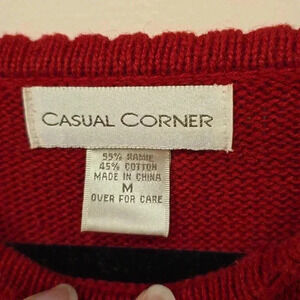 CASUAL CORNER
55% RAMIE
45% COTTON
MADE IN CHINA
M
OVER FOR CARE